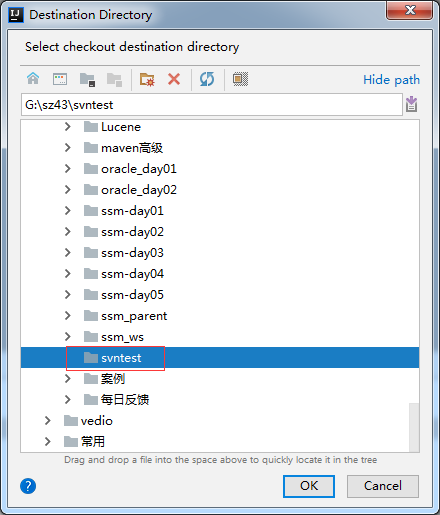 Destination Directory
Select checkout destination directory
Hide path
G:\sz43\svntest
Lucene
maven高级
oracle_day01
oracle_day02
ssm-day01
ssm-day02
ssm-day03
ssm-day04
ssm-day05
ssm_parent
ssm_ws
svntest
案例
每日反馈
vedio
常用
Drag and drop a file into the space above to quickly locate it in the tree
? OK Cancel